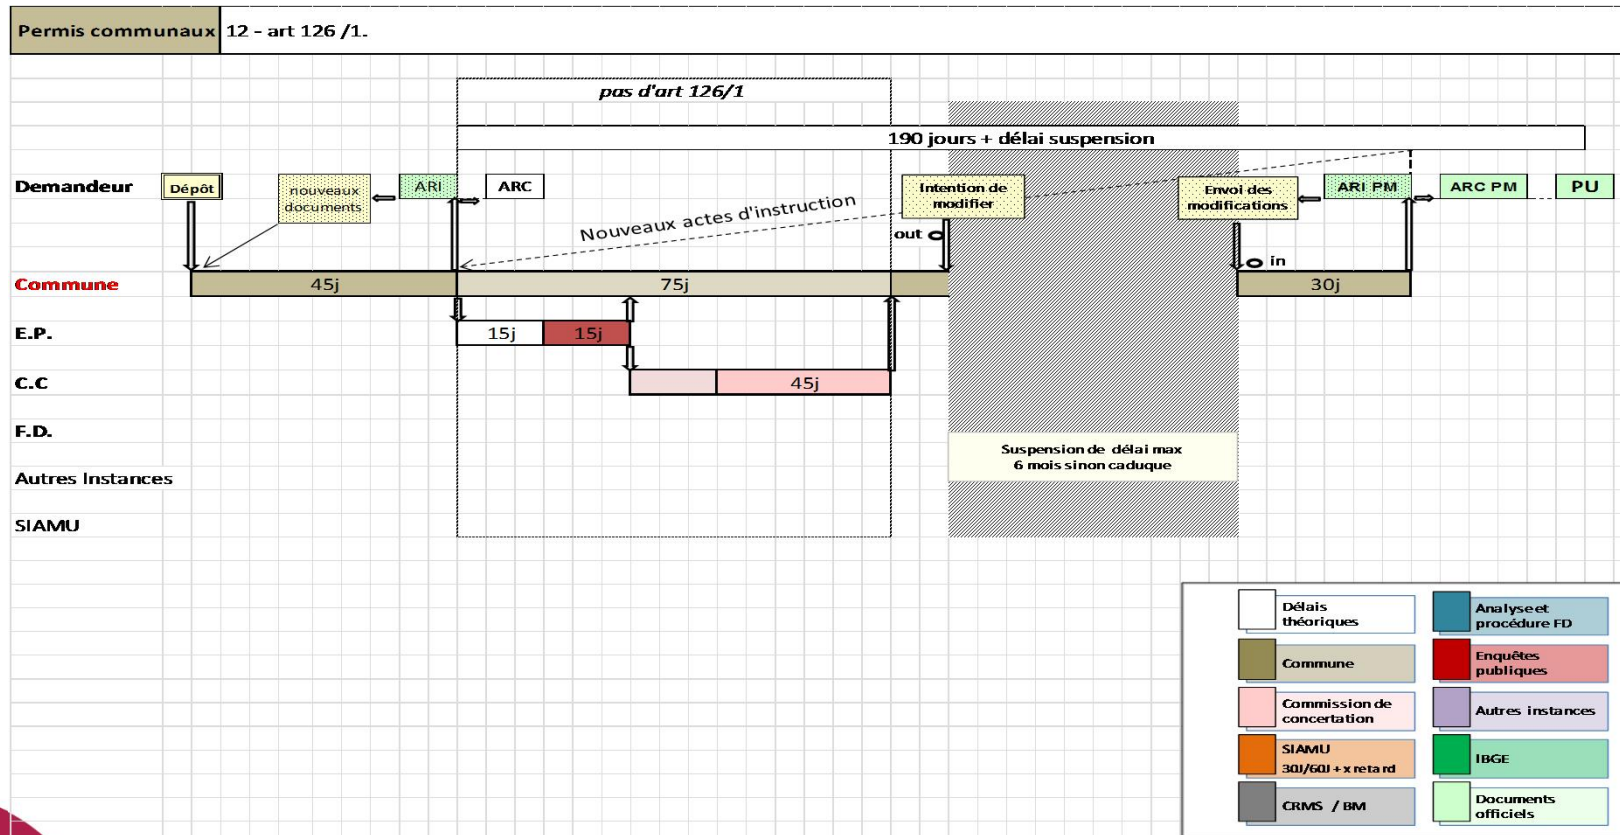 Permis communaux 12 - art 126 /1.
pas d'art 126/1
190 jours + délai suspension
Demandeur
Dépôt
nouveaux
documents
ARI
ARC
Intention de
modifier
Envoi des
modifications
ARI PM
ARC PM
PU
Nouveaux actes d'instruction
out
in
Commune
45j
75j
30j
E.P.
15j
15j
C.C
45j
F.D.
Suspension de délai max
6 mois sinon caduque
Autres Instances
SIAMU
Délais
théoriques
Analyse et
procédure FD
Commune
Enquêtes
publiques
Commission de
concertation
Autres instances
SIAMU
30J/60J + x retard
IBGE
CRMS / BM
Documents
officiels